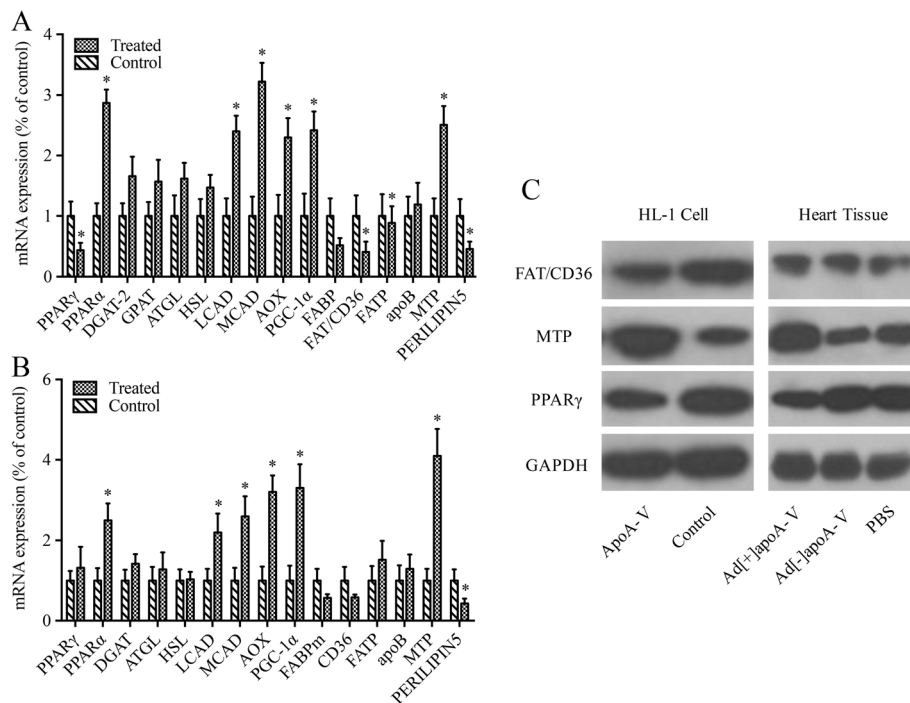 A
mRNA expression (% of control)
4
3
2
1
0
Treated
Control
*
*
*
*
*
*
*
*
*
*
PPARγ
PPARα
DGAT-2
GPAT
ATGL
HSL
LCAD
MCAD
AOX
PGC-1α
FABP
FAT/CD36
FATP
apoB
MTP
PERILIPIN5
B
mRNA expression (% of control)
6
4
2
0
Treated
Control
*
*
*
*
*
*
*
PPARγ
PPARα
DGAT
ATGL
HSL
LCAD
MCAD
AOX
PGC-1α
FABPm
CD36
FATP
apoB
MTP
PERILIPIN5
C
HL-1 Cell
Heart Tissue
FAT/CD36
MTP
PPARγ
GAPDH
ApoA- V
Control
Ad[+]apoA- V
Ad[-]apoA- V
PBS